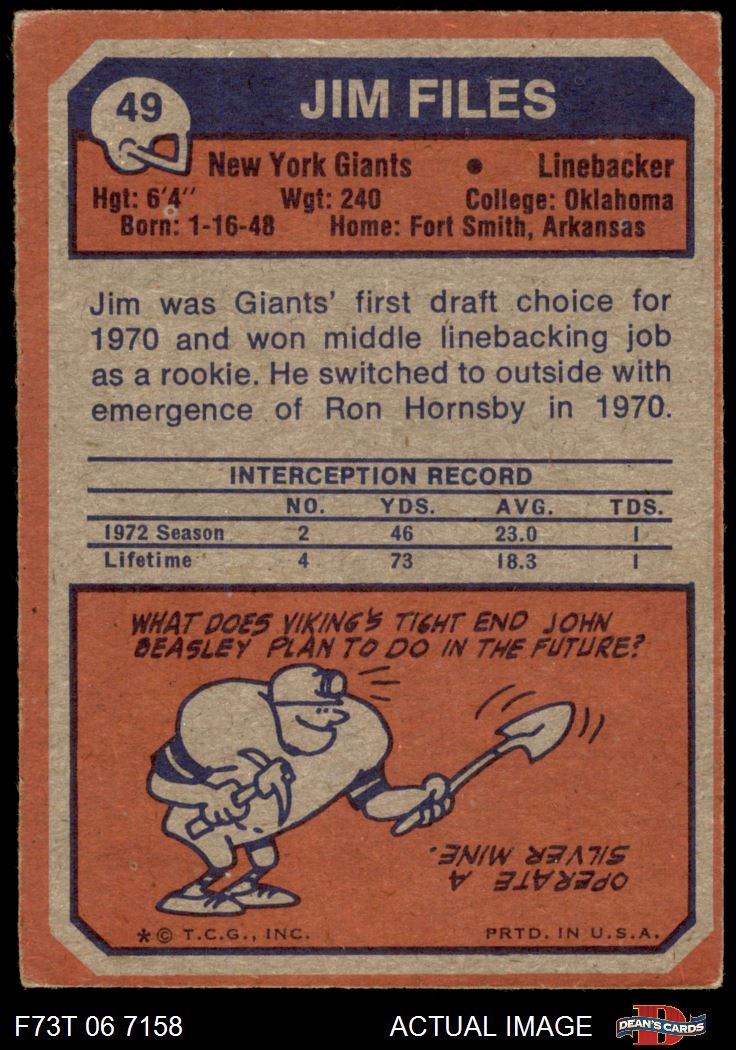 49
JIM FILES
New York Giants • Linebacker
Hgt: 6'4'' Wgt: 240 College: Oklahoma
Born: 1-16-48 Home: Fort Smith, Arkansas
Jim was Giants' first draft choice for
1970 and won middle linebacking job
as a rookie. He switched to outside with
emergence of Ron Hornsby in 1970.
INTERCEPTION RECORD
NO. YDS. AVG. TDS.
1972 Season 2 46 23.0 1
Lifetime 4 73 18.3 1
WHAT DOES VIKING'S TIGHT END JOHN
BEASLEY PLAN TO DO IN THE FUTURE?
OPERATE A
SILVER MINE.
* © T.C.G., INC. PRTD. IN U.S.A.
F73T 06 7158 ACTUAL IMAGE D DEAN'S CARDS